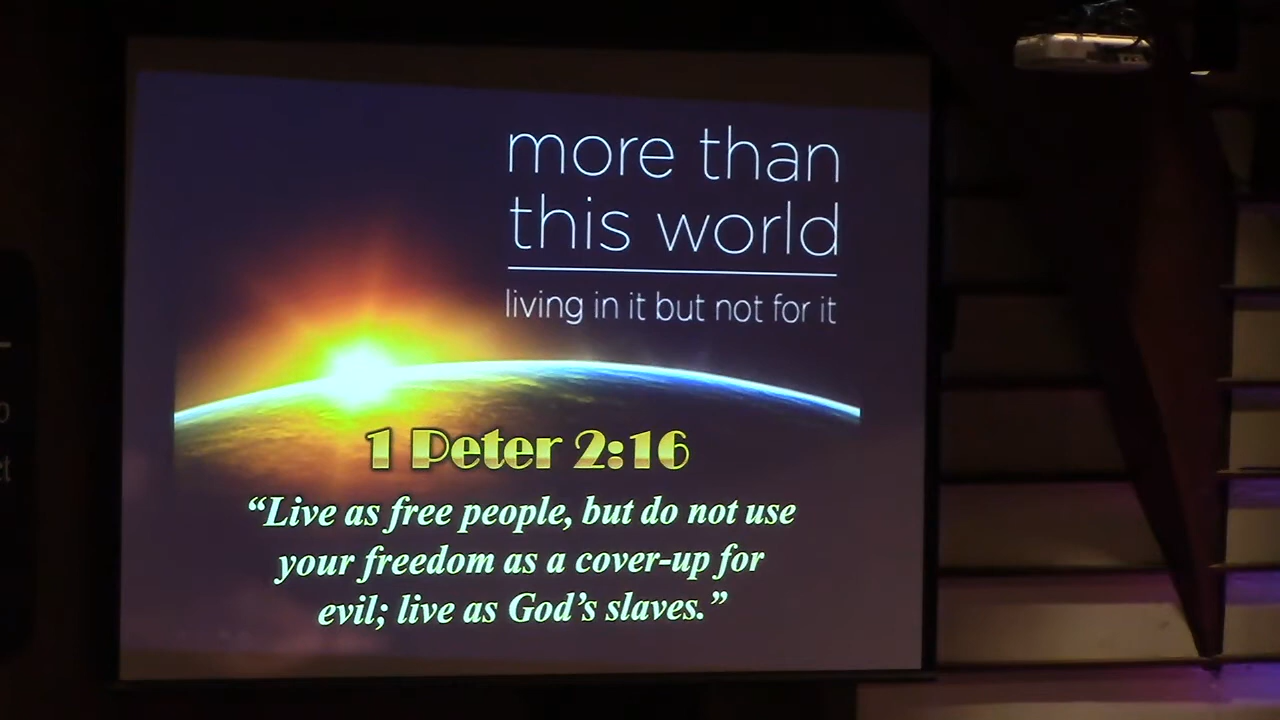 more than
this world
living in it but not for it
1 Peter 2:16
“Live as free people, but do not use
your freedom as a cover-up for
evil; live as God’s slaves.”